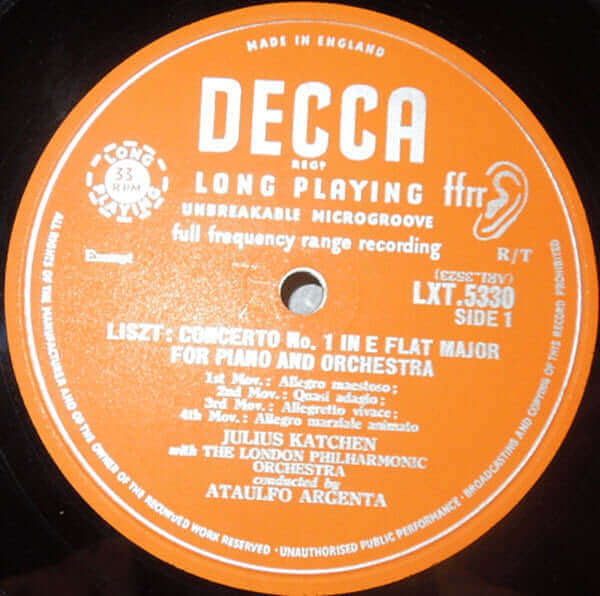 MADE IN ENGLAND
DECCA
REGD
LONG PLAYING
UNBREAKABLE MICROGROOVE
full frequency range recording
LONG
33
RPM
PLAYING
ffrr
R/T
(ARL.3523)
LXT.5330
SIDE 1
LISZT: CONCERTO No. 1 IN E FLAT MAJOR
FOR PIANO AND ORCHESTRA
1st Mov.: Allegro maestoso;
2nd Mov.: Quasi adagio;
3rd Mov.: Allegretto vivace;
4th Mov.: Allegro marziale animato
JULIUS KATCHEN
with THE LONDON PHILHARMONIC
ORCHESTRA
conducted by
ATAULFO ARGENTA
ALL RIGHTS OF THE MANUFACTURER AND OF THE OWNER OF THE RECORDED WORK RESERVED · UNAUTHORISED PUBLIC PERFORMANCE · BROADCASTING AND COPYING OF THIS RECORD PROHIBITED